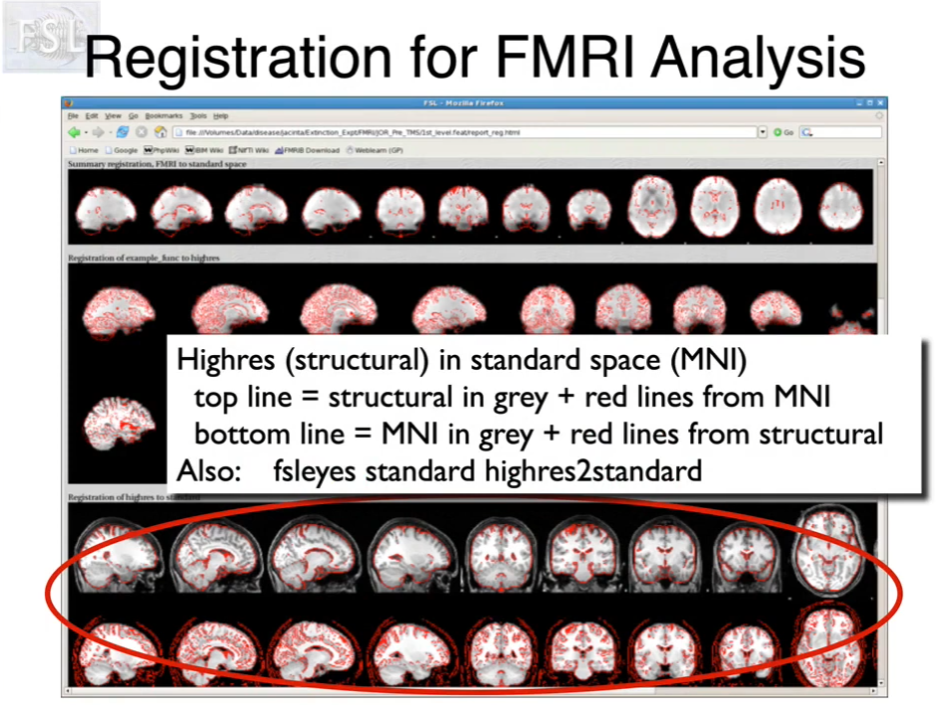 FSL
Registration for FMRI Analysis
FSL - Mozilla Firefox
File Edit View Go Bookmarks Tools Help
file:///Volumes/Data/disease/jacinta/Extinction_Expt/FMRI/JOR_Pre_TMS/1st_level.feat/report_reg.html
Go
Home Google PhpWiki IBIM Wiki NIFTI Wiki FMRIB Download Weblearn (GP)
Summary registration, FMRI to standard space
Registration of example_func to highres
Highres (structural) in standard space (MNI)
top line = structural in grey + red lines from MNI
bottom line = MNI in grey + red lines from structural
Also: fsleyes standard highres2standard
Registration of highres to standard